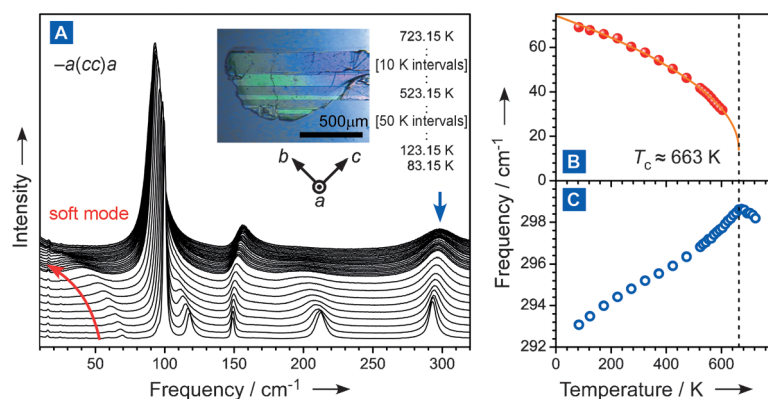 A
–a(cc)a
723.15 K
⋮
[10 K intervals]
⋮
523.15 K
⋮
[50 K intervals]
⋮
123.15 K
83.15 K
500μm
b c
a
soft mode
Intensity
50 100 150 200 250 300
Frequency / cm⁻¹
60
40
20
0
B
Tc ≈ 663 K
C
298
296
294
292
Frequency / cm⁻¹
0 200 400 600
Temperature / K